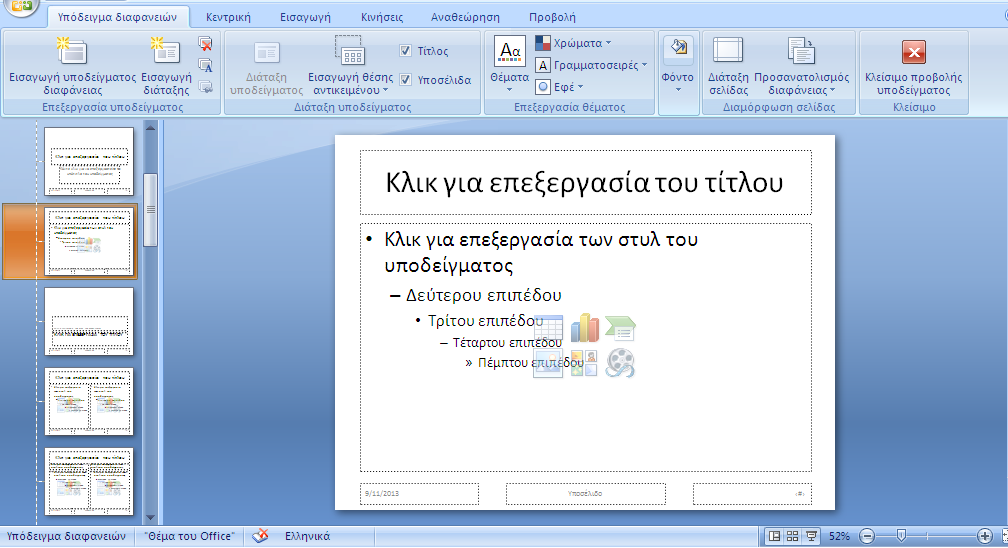 Υπόδειγμα διαφανειών Κεντρική Εισαγωγή Κινήσεις Αναθεώρηση Προβολή
Εισαγωγή υποδείγματος διαφάνειας
Εισαγωγή διάταξης
Επεξεργασία υποδείγματος
Διάταξη υποδείγματος
Εισαγωγή θέσης αντικειμένου
Τίτλος
Υποσέλιδα
Διάταξη υποδείγματος
Θέματα
Χρώματα
Γραμματοσειρές
Εφέ
Επεξεργασία θέματος
Φόντο
Διάταξη σελίδας
Προσανατολισμός διαφάνειας
Διαμόρφωση σελίδας
Κλείσιμο προβολής υποδείγματος
Κλείσιμο
Κλικ για επεξεργασία του τίτλου
• Κλικ για επεξεργασία των στυλ του
υποδείγματος
– Δεύτερου επιπέδου
• Τρίτου επιπέδου
– Τέταρτου επιπέδου
» Πέμπτου επιπέδου
9/11/2013 Υποσέλιδο ‹#›
Υπόδειγμα διαφανειών "Θέμα του Office" Ελληνικά 52%